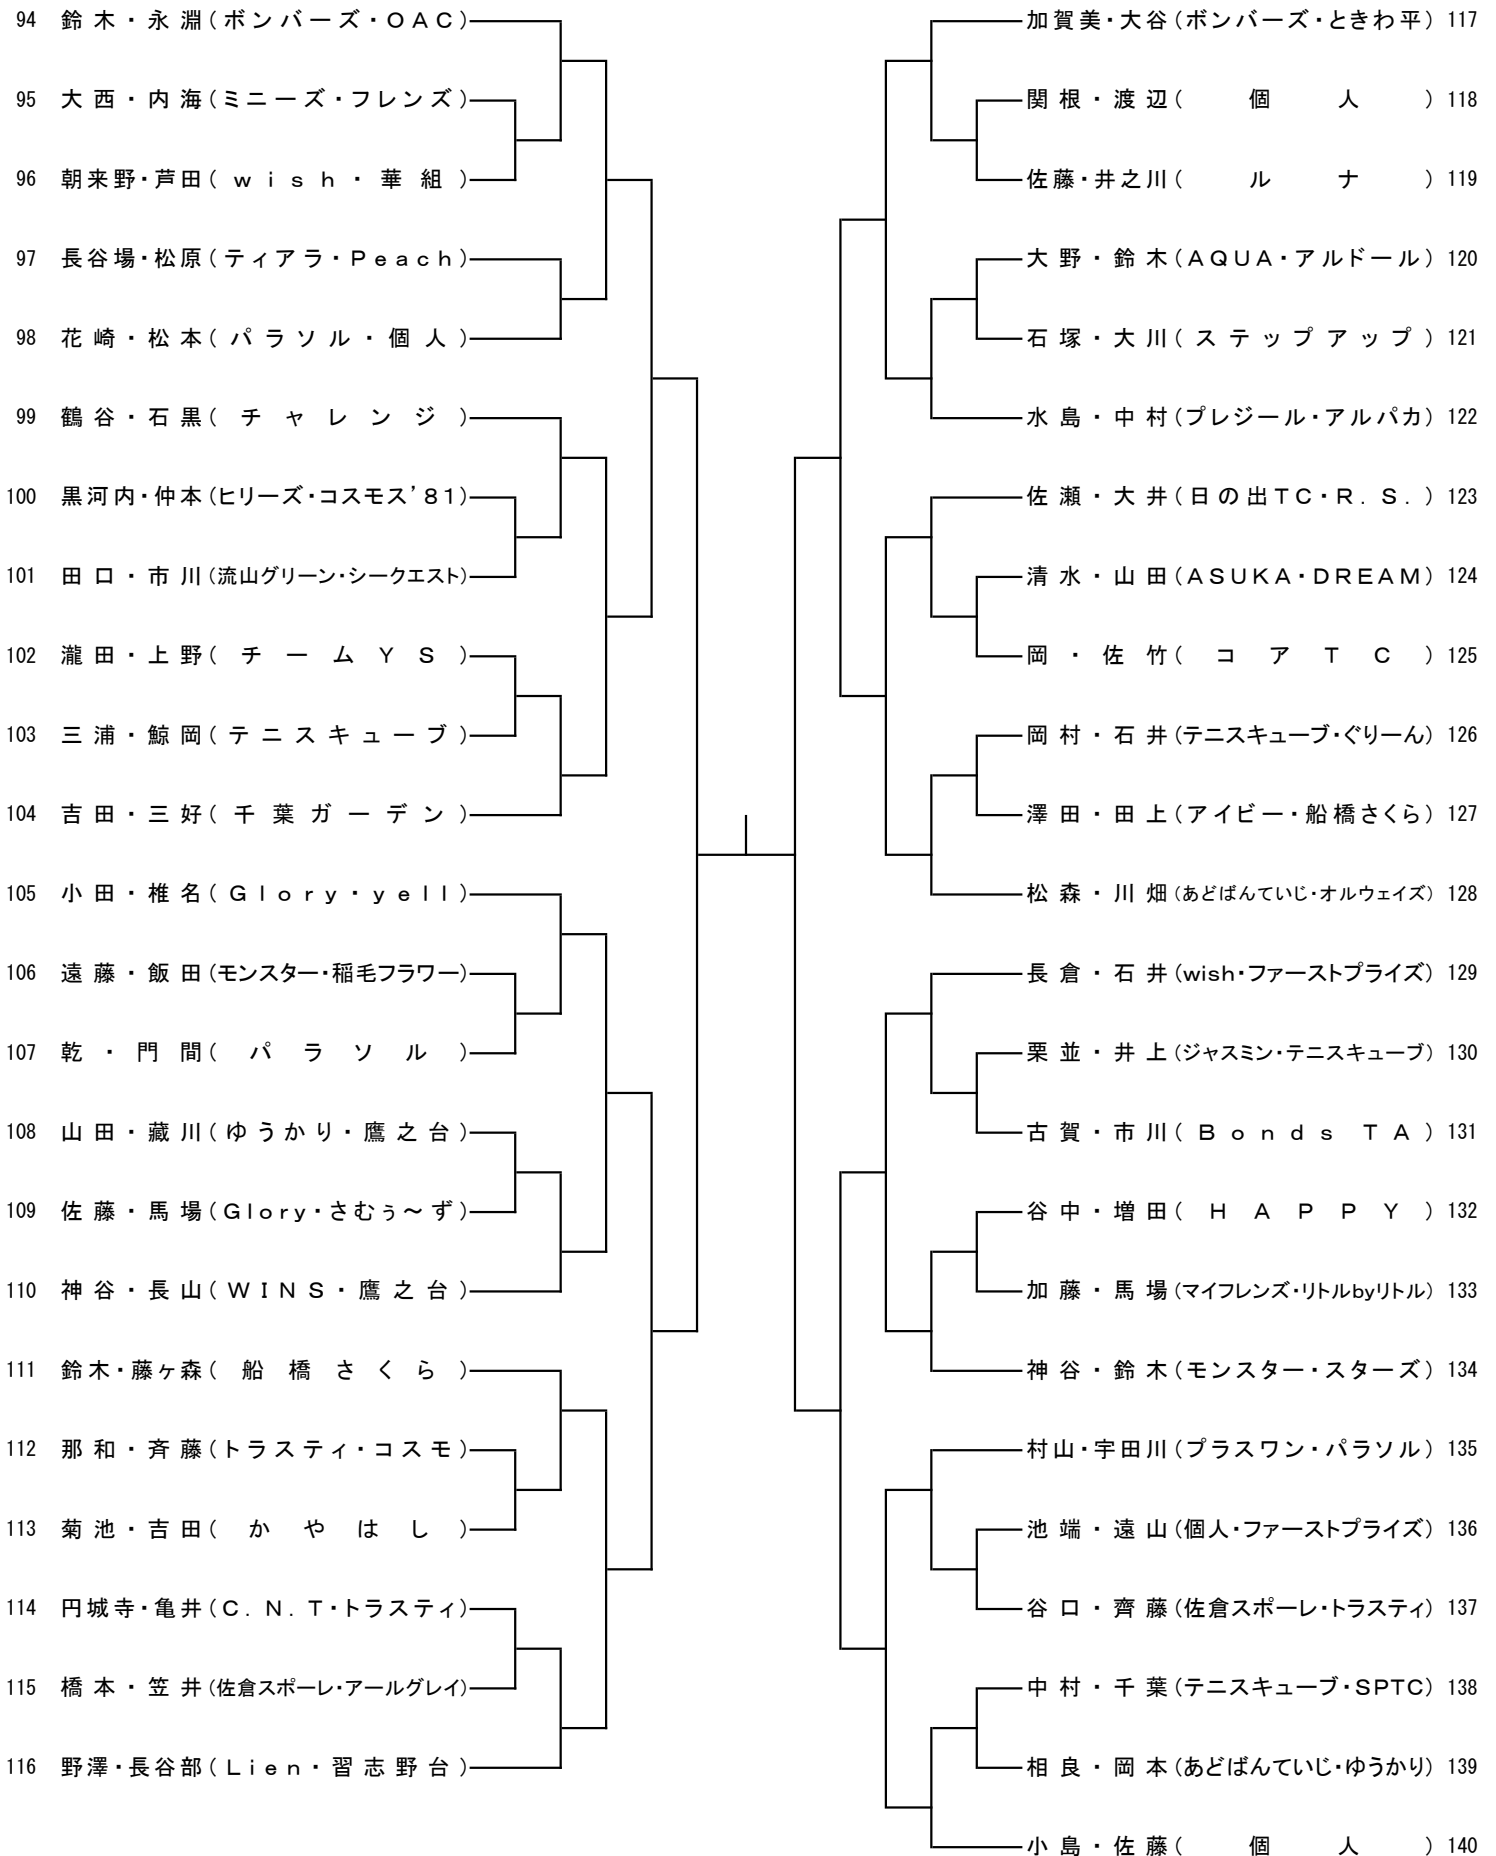 94 鈴木・永淵(ボンバーズ・OAC)
95 大西・内海(ミニーズ・フレンズ)
96 朝来野・芦田(wish・華組)
97 長谷場・松原(ティアラ・Peach)
98 花崎・松本(パラソル・個人)
99 鶴谷・石黒(チャレンジ)
100 黒河内・仲本(ヒリーズ・コスモス’81)
101 田口・市川(流山グリーン・シークエスト)
102 瀧田・上野(チームYS)
103 三浦・鯨岡(テニスキューブ)
104 吉田・三好(千葉ガーデン)
105 小田・椎名(Glory・yell)
106 遠藤・飯田(モンスター・稲毛フラワー)
107 乾・門間(パラソル)
108 山田・藏川(ゆうかり・鷹之台)
109 佐藤・馬場(Glory・さむぅ～ず)
110 神谷・長山(WINS・鷹之台)
111 鈴木・藤ヶ森(船橋さくら)
112 那和・斉藤(トラスティ・コスモ)
113 菊池・吉田(かやはし)
114 円城寺・亀井(C.N.T・トラスティ)
115 橋本・笠井(佐倉スポーレ・アールグレイ)
116 野澤・長谷部(Lien・習志野台)
加賀美・大谷(ボンバーズ・ときわ平) 117
関根・渡辺(個人) 118
佐藤・井之川(ルナ) 119
大野・鈴木(AQUA・アルドール) 120
石塚・大川(ステップアップ) 121
水島・中村(プレジール・アルパカ) 122
佐瀬・大井(日の出TC・R.S.) 123
清水・山田(ASUKA・DREAM) 124
岡・佐竹(コアTC) 125
岡村・石井(テニスキューブ・ぐりーん) 126
澤田・田上(アイビー・船橋さくら) 127
松森・川畑(あどばんていじ・オルウェイズ) 128
長倉・石井(wish・ファーストプライズ) 129
栗並・井上(ジャスミン・テニスキューブ) 130
古賀・市川(Bonds TA) 131
谷中・増田(HAPPY) 132
加藤・馬場(マイフレンズ・リトルbyリトル) 133
神谷・鈴木(モンスター・スターズ) 134
村山・宇田川(プラスワン・パラソル) 135
池端・遠山(個人・ファーストプライズ) 136
谷口・齊藤(佐倉スポーレ・トラスティ) 137
中村・千葉(テニスキューブ・SPTC) 138
相良・岡本(あどばんていじ・ゆうかり) 139
小島・佐藤(個人) 140